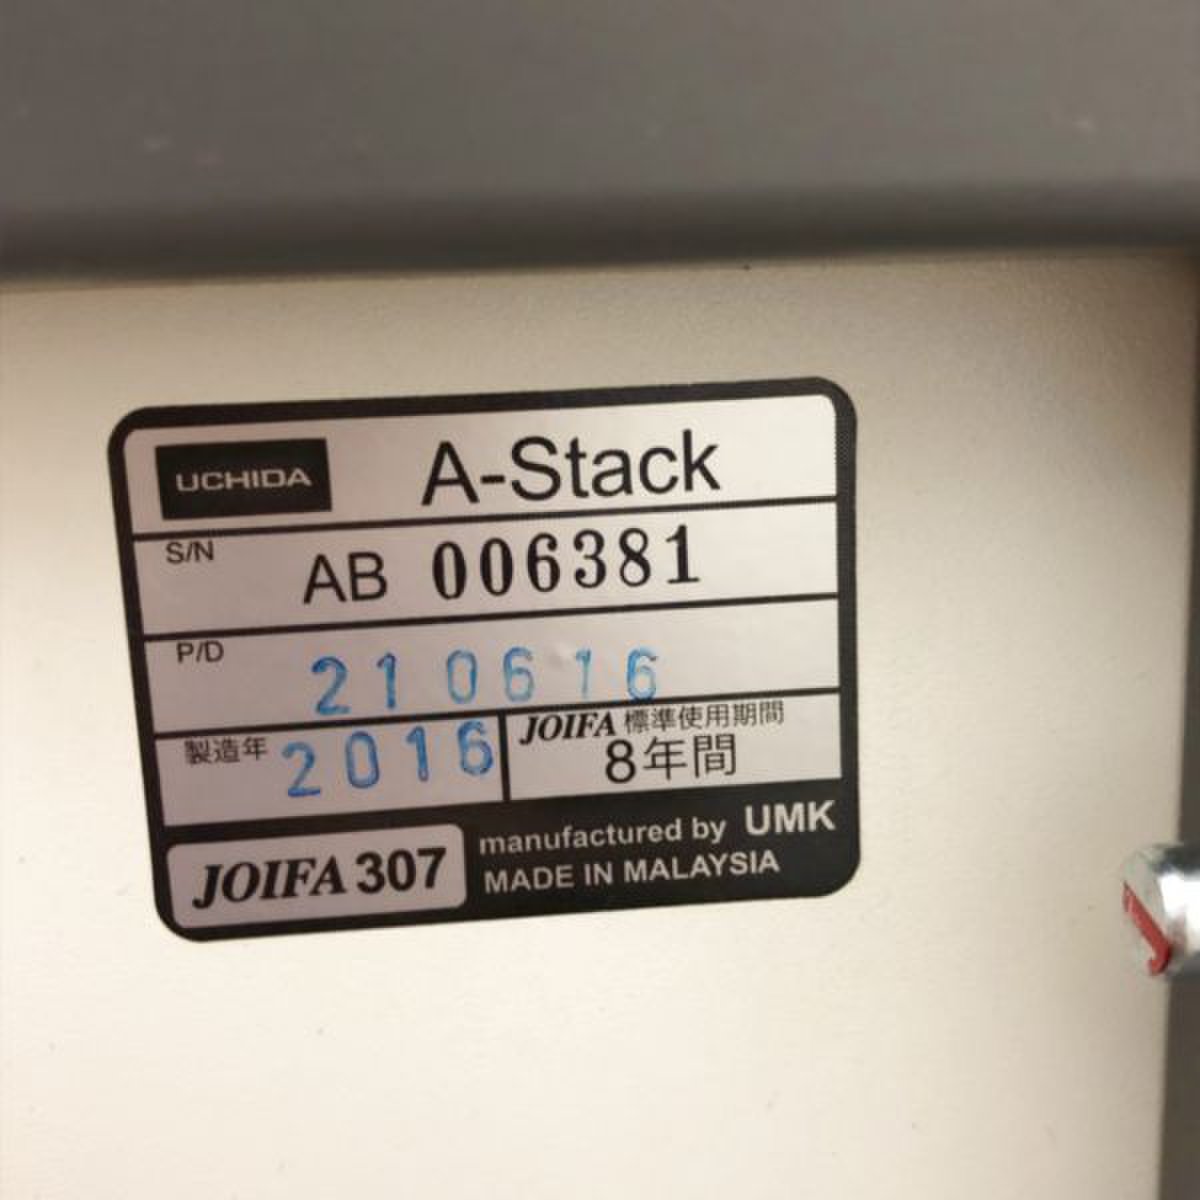 UCHIDA A-Stack
S/N AB 006381
P/D 210616
製造年 2016 JOIFA 標準使用期間
8年間
JOIFA 307 manufactured by UMK
MADE IN MALAYSIA